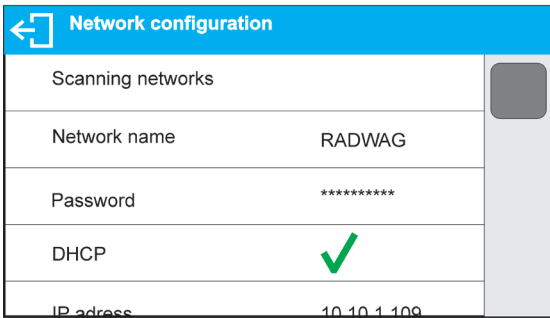 Network configuration
Scanning networks
Network name RADWAG
Password **********
DHCP
IP adress 10.10.1.109